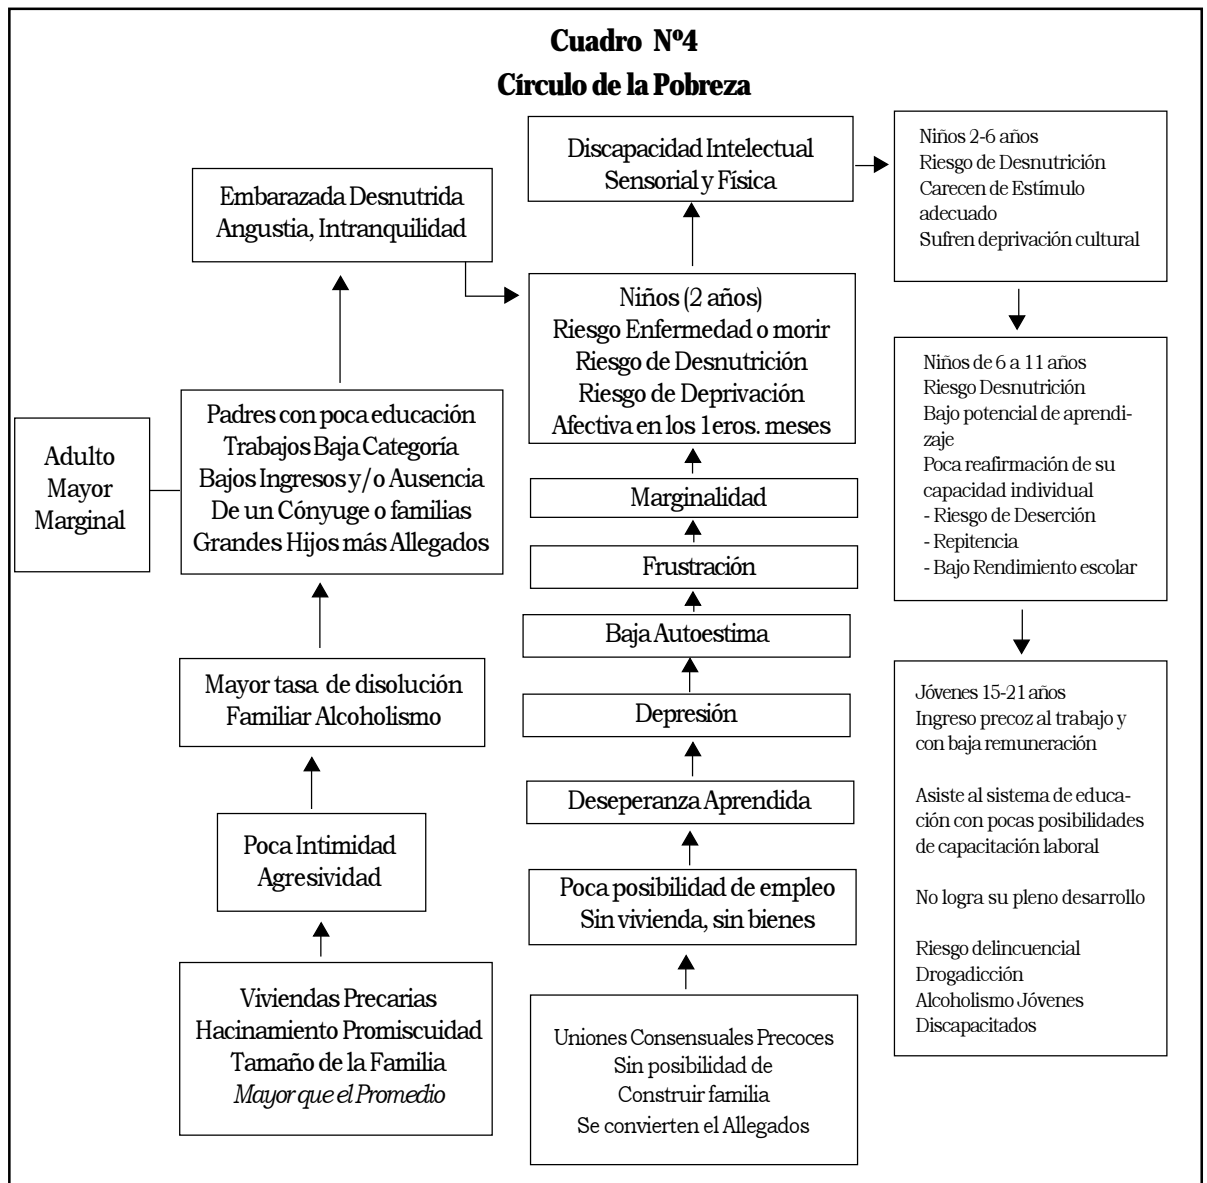 Cuadro Nº4
Círculo de la Pobreza
Embarazada Desnutrida
Angustia, Intranquilidad
Adulto
Mayor
Marginal
Padres con poca educación
Trabajos Baja Categoría
Bajos Ingresos y/o Ausencia
De un Cónyuge o familias
Grandes Hijos más Allegados
Mayor tasa de disolución
Familiar Alcoholismo
Poca Intimidad
Agresividad
Viviendas Precarias
Hacinamiento Promiscuidad
Tamaño de la Familia
Mayor que el Promedio
Discapacidad Intelectual
Sensorial y Física
Niños (2 años)
Riesgo Enfermedad o morir
Riesgo de Desnutrición
Riesgo de Deprivación
Afectiva en los 1eros. meses
Marginalidad
Frustración
Baja Autoestima
Depresión
Deseperanza Aprendida
Poca posibilidad de empleo
Sin vivienda, sin bienes
Uniones Consensuales Precoces
Sin posibilidad de
Construir familia
Se convierten el Allegados
Niños 2-6 años
Riesgo de Desnutrición
Carecen de Estímulo
adecuado
Sufren deprivación cultural
Niños de 6 a 11 años
Riesgo Desnutrición
Bajo potencial de aprendi-
zaje
Poca reafirmación de su
capacidad individual
- Riesgo de Deserción
- Repitencia
- Bajo Rendimiento escolar
Jóvenes 15-21 años
Ingreso precoz al trabajo y
con baja remuneración
Asiste al sistema de educa-
ción con pocas posibilidades
de capacitación laboral
No logra su pleno desarrollo
Riesgo delincuencial
Drogadicción
Alcoholismo Jóvenes
Discapacitados